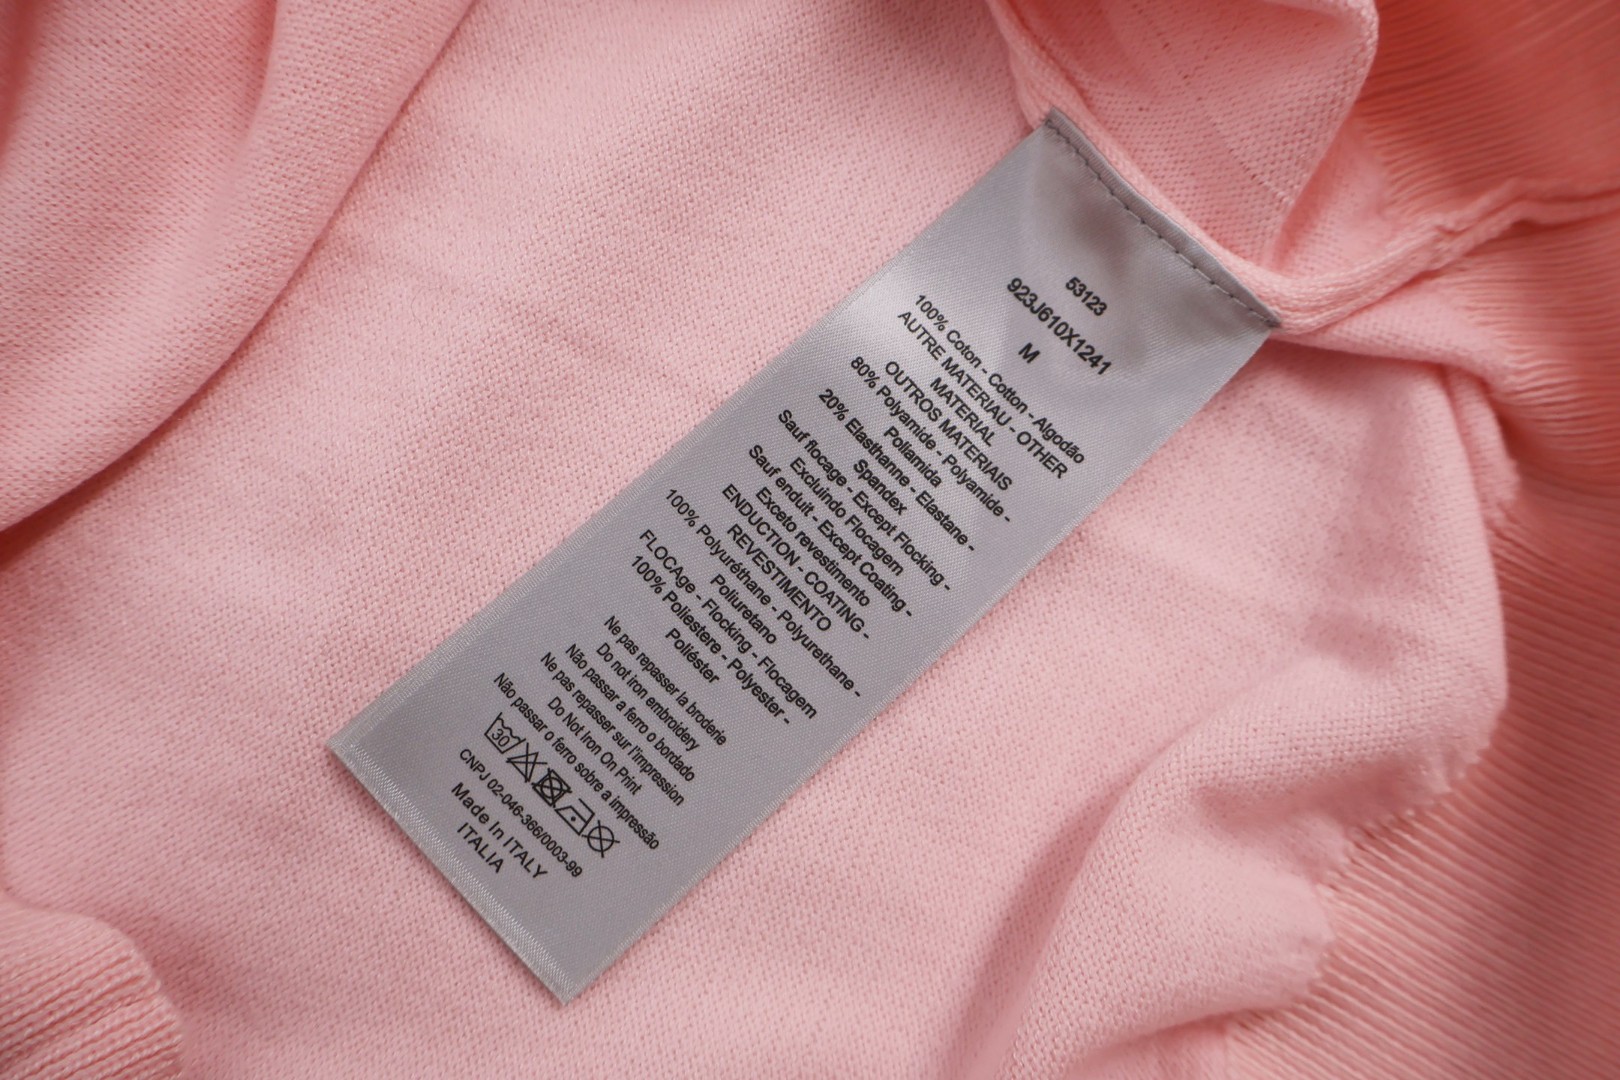 53123
923J610X1241
M
100% Coton - Cotton - Algodão
AUTRE MATERIAU - OTHER
MATERIAL
OUTROS MATERIAIS
80% Polyamide - Polyamide -
Poliamida
20% Elasthanne - Elastane -
Spandex
Sauf flocage - Except Flocking -
Excluindo Flocagem
Sauf enduit - Except Coating -
Exceto revestimento
ENDUCTION - COATING -
REVESTIMENTO
100% Polyuréthane - Polyurethane -
Poliuretano
FLOCAge - Flocking - Flocagem
100% Poliestere - Polyester -
Poliéster
Ne pas repasser la broderie
Do not iron embroidery
Não passar a ferro o bordado
Ne pas repasser sur l'impression
Do Not Iron On Print
Não passar o ferro sobre a impressão
30
CNPJ 02-046-366/0003-99
Made In ITALY
ITALIA